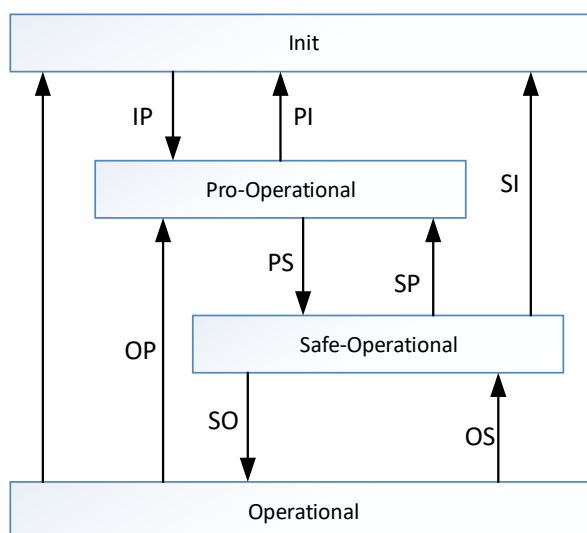 Init
IP
PI
Pro-Operational
SI
PS
SP
OP
Safe-Operational
SO
OS
Operational